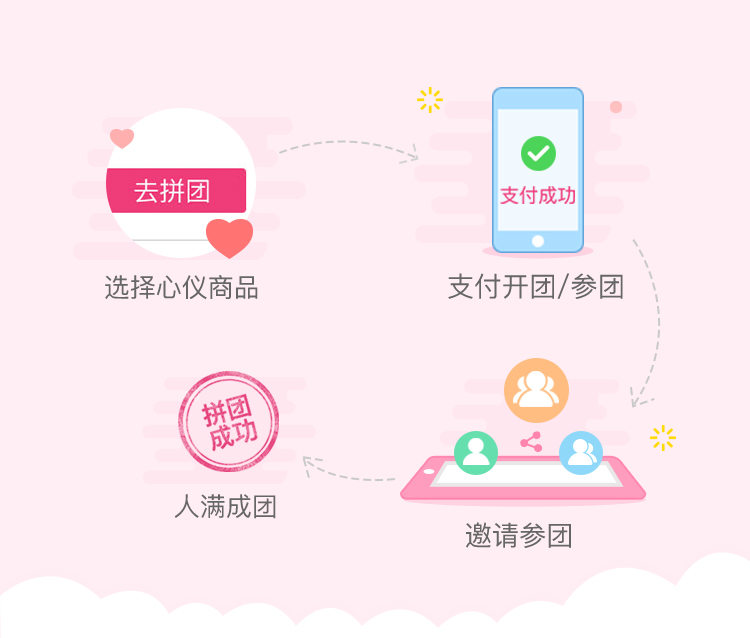 去拼团
选择心仪商品
支付成功
支付开团/参团
邀请参团
拼团
成功
人满成团